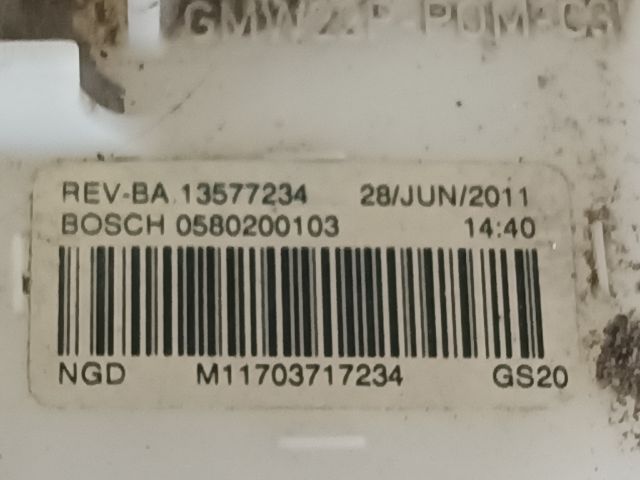 REV-BA 13577234 28/JUN/2011
BOSCH 0580200103 14:40
NGD M11703717234 GS20